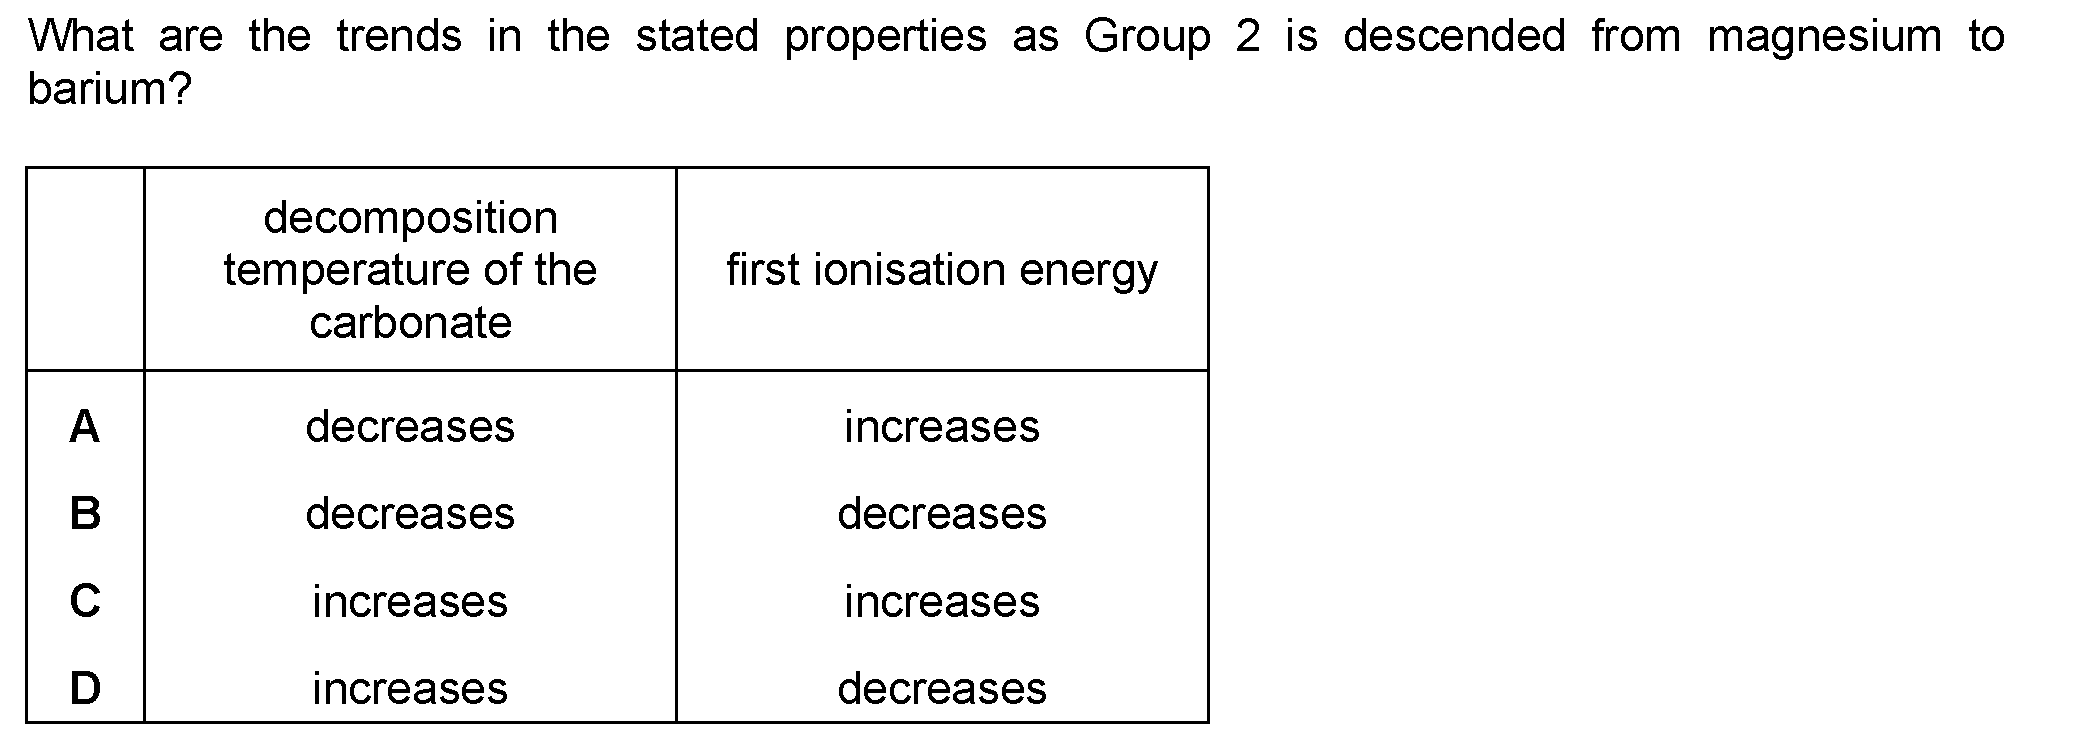 What are the trends in the stated properties as Group 2 is descended from magnesium to
barium?
decomposition
temperature of the
carbonate
first ionisation energy
A decreases increases
B decreases decreases
C increases increases
D increases decreases